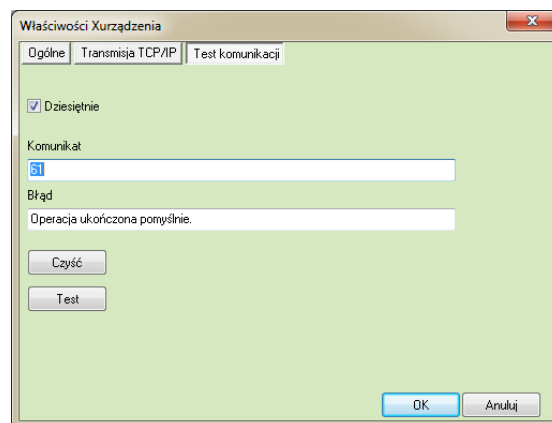 Właściwości Xurządzenia
Ogólne Transmisja TCP/IP Test komunikacji
Dziesiętnie
Komunikat
61
Błąd
Operacja ukończona pomyślnie.
Czyść
Test
OK Anuluj